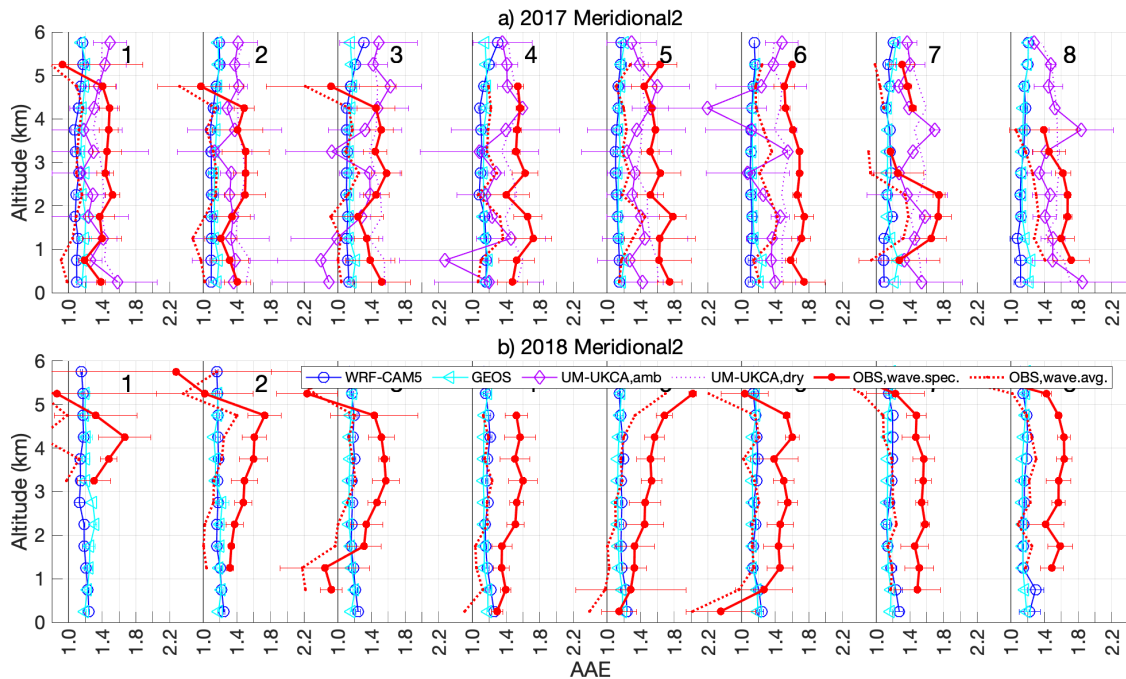 a) 2017 Meridional2
6
5
4
3
2
1
0
Altitude (km)
1 2 3 4 5 6 7 8
1.0 1.4 1.8 2.2 1.0 1.4 1.8 2.2 1.0 1.4 1.8 2.2 1.0 1.4 1.8 2.2 1.0 1.4 1.8 2.2 1.0 1.4 1.8 2.2 1.0 1.4 1.8 2.2 1.0 1.4 1.8 2.2
b) 2018 Meridional2
6
5
4
3
2
1
0
Altitude (km)
1 2
WRF-CAM5 GEOS UM-UKCA,amb UM-UKCA,dry OBS,wave.spec. OBS,wave.avg.
1.0 1.4 1.8 2.2 1.0 1.4 1.8 2.2 1.0 1.4 1.8 2.2 1.0 1.4 1.8 2.2 1.0 1.4 1.8 2.2 1.0 1.4 1.8 2.2 1.0 1.4 1.8 2.2 1.0 1.4 1.8 2.2
AAE